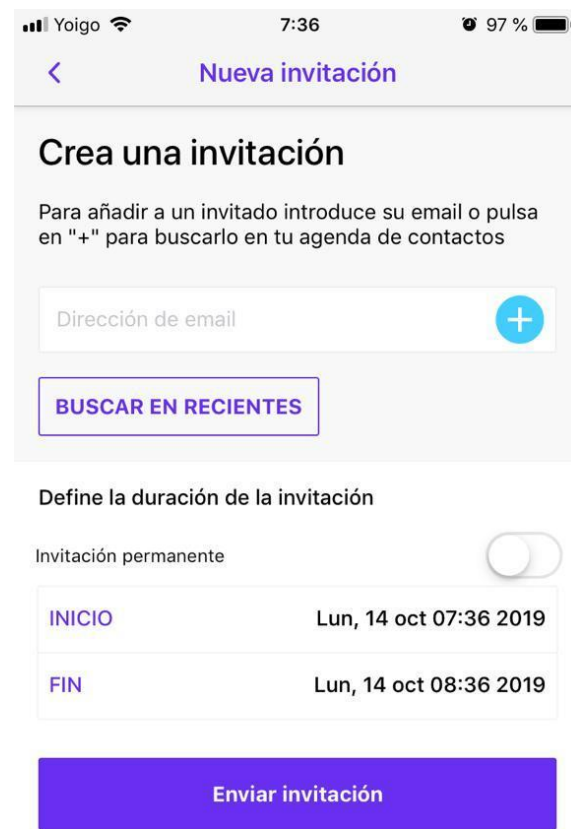 Yoigo 7:36 97 %
Nueva invitación
Crea una invitación
Para añadir a un invitado introduce su email o pulsa
en "+" para buscarlo en tu agenda de contactos
Dirección de email
BUSCAR EN RECIENTES
Define la duración de la invitación
Invitación permanente
INICIO Lun, 14 oct 07:36 2019
FIN Lun, 14 oct 08:36 2019
Enviar invitación